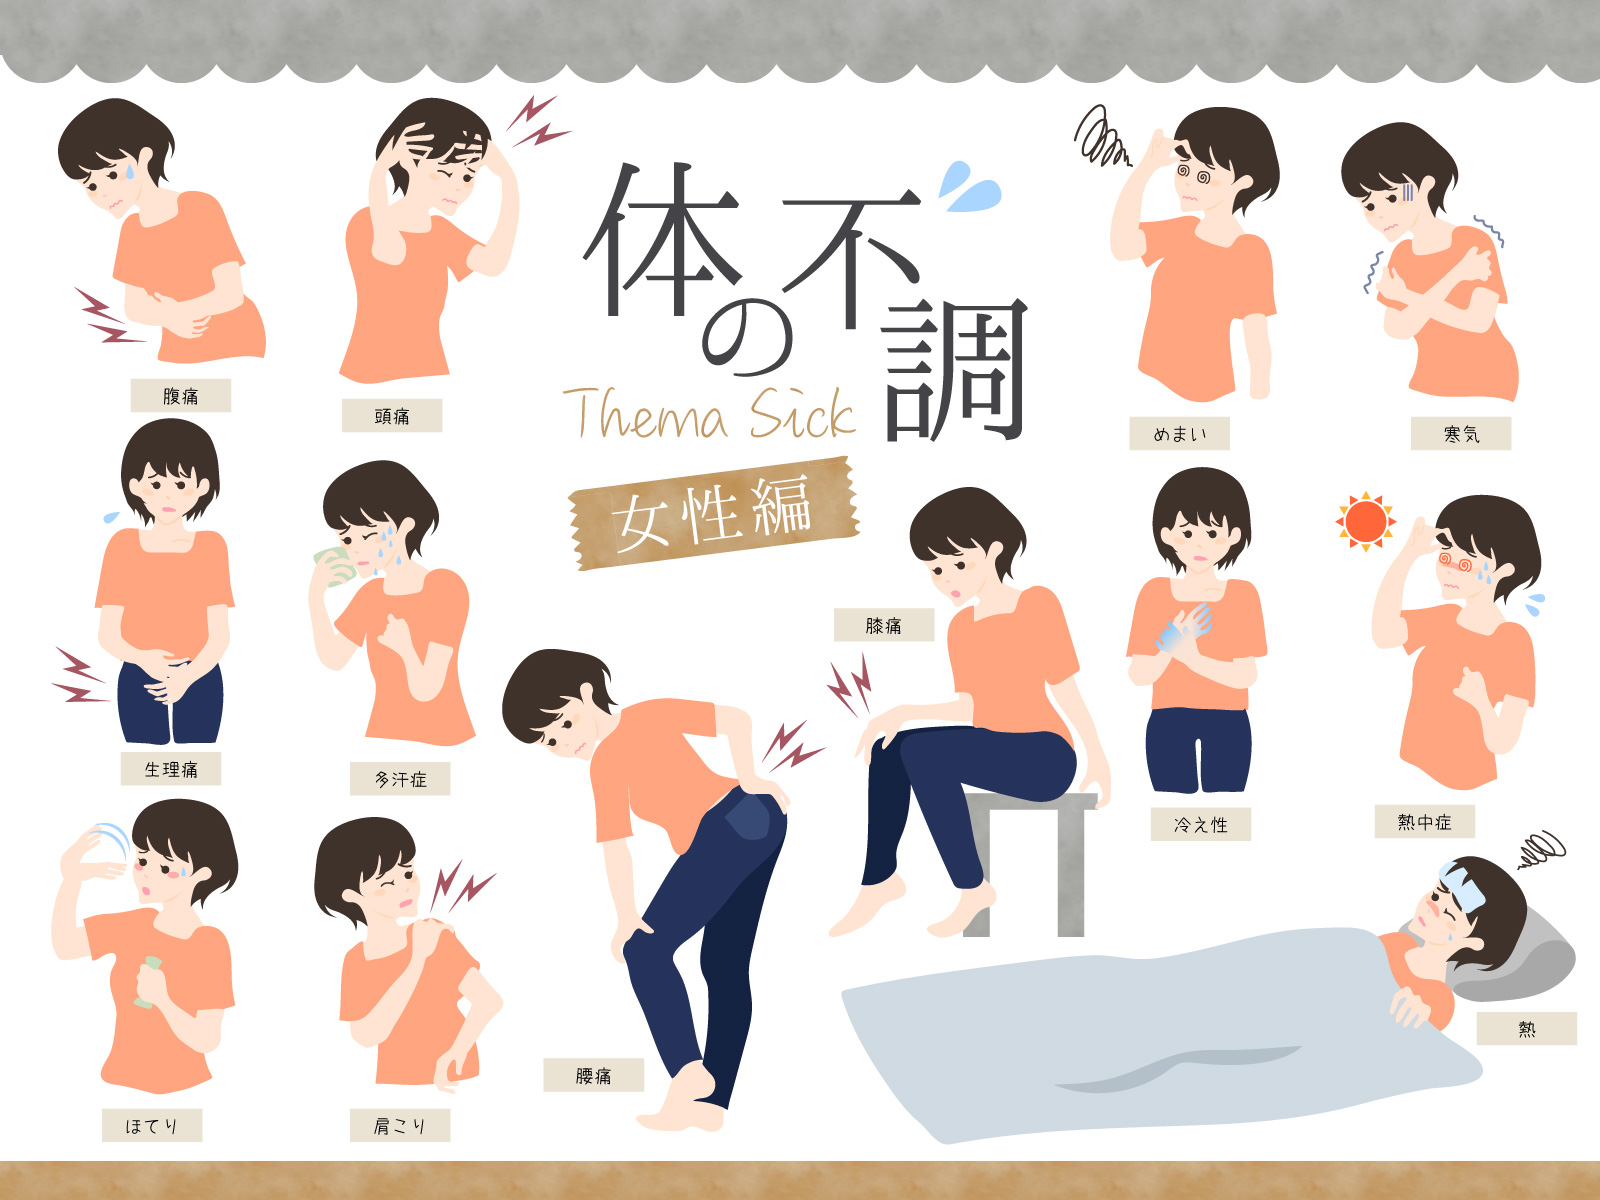 体の不調
Thema Sick
女性編
腹痛
頭痛
めまい
寒気
生理痛
多汗症
膝痛
冷え性
熱中症
ほてり
肩こり
腰痛
熱